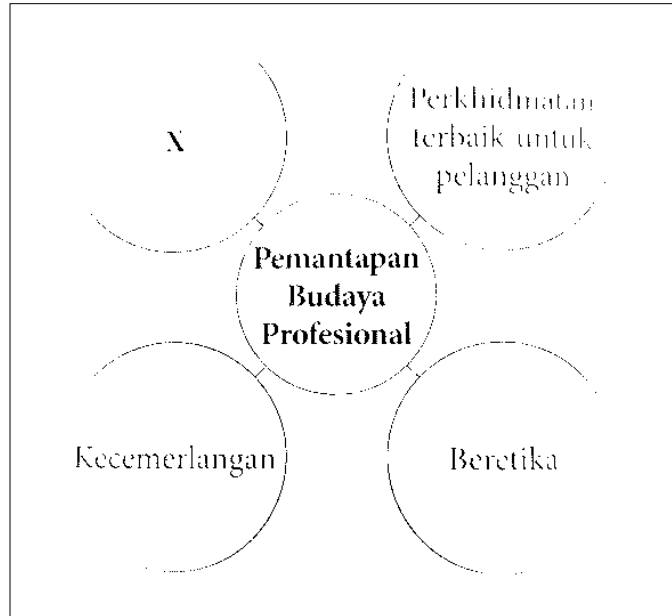 X
Perkhidmatan
terbaik untuk
pelanggan
Pemantapan
Budaya
Profesional
Kecemerlangan
Beretika